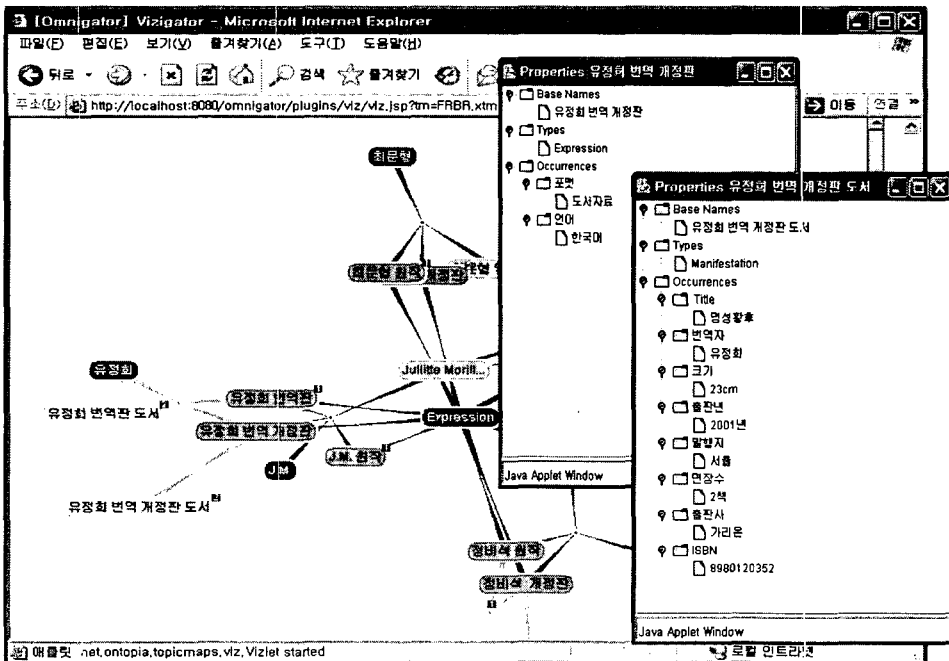 [Omnigator] Vizigator - Microsoft Internet Explorer
파일(F) 편집(E) 보기(V) 즐겨찾기(A) 도구(T) 도움말(H)
뒤로 검색 즐겨찾기
주소(D) http://localhost:8080/omnigator/plugins/viz/viz.jsp?tm=FRBR.xtm
이동 연결 »
최문형
최문형 원작
개정판
Jullitte Morill...
유정희
유정희 번역판
유정희 번역판 도서
Expression
유정희 번역 개정판
J.M. 원작
J.M
유정희 번역 개정판 도서
정비석 원작
정비석 개정판
Properties 유정희 번역 개정판
Base Names
유정희 번역 개정판
Types
Expression
Occurrences
포맷
도서자료
언어
한국어
Java Applet Window
Properties 유정희 번역 개정판 도서
Base Names
유정희 번역 개정판 도서
Types
Manifestation
Occurrences
Title
명성황후
번역자
유정희
크기
23cm
출판년
2001년
발행지
서울
면장수
2책
출판사
가리온
ISBN
8980120352
Java Applet Window
애플릿 .net,ontopia,topicmaps,viz,Vizlet started
로컬 인트라넷